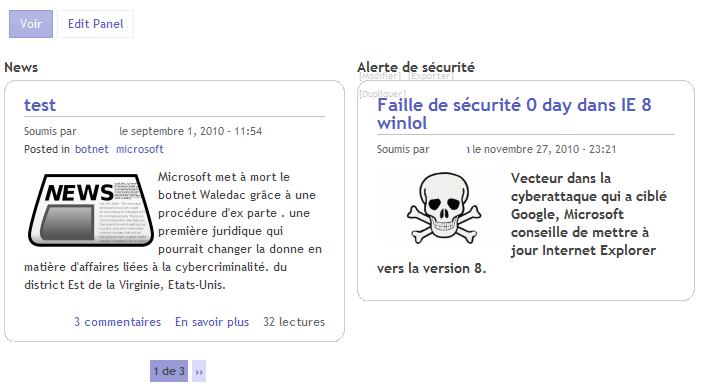 Voir Edit Panel
News
test
Soumis par le septembre 1, 2010 - 11:54
Posted in botnet microsoft
NEWS
Microsoft met à mort le
botnet Waledac grâce à une
procédure d'ex parte . une
première juridique qui
pourrait changer la donne en
matière d'affaires liées à la cybercriminalité. du
district Est de la Virginie, Etats-Unis.
3 commentaires En savoir plus 32 lectures
1 de 3 ››
Alerte de sécurité
[Modifier] [Exporter]
[Dupliquer]
Faille de sécurité 0 day dans IE 8
winlol
Soumis par le novembre 27, 2010 - 23:21
Vecteur dans la
cyberattaque qui a ciblé
Google, Microsoft
conseille de mettre à
jour Internet Explorer
vers la version 8.